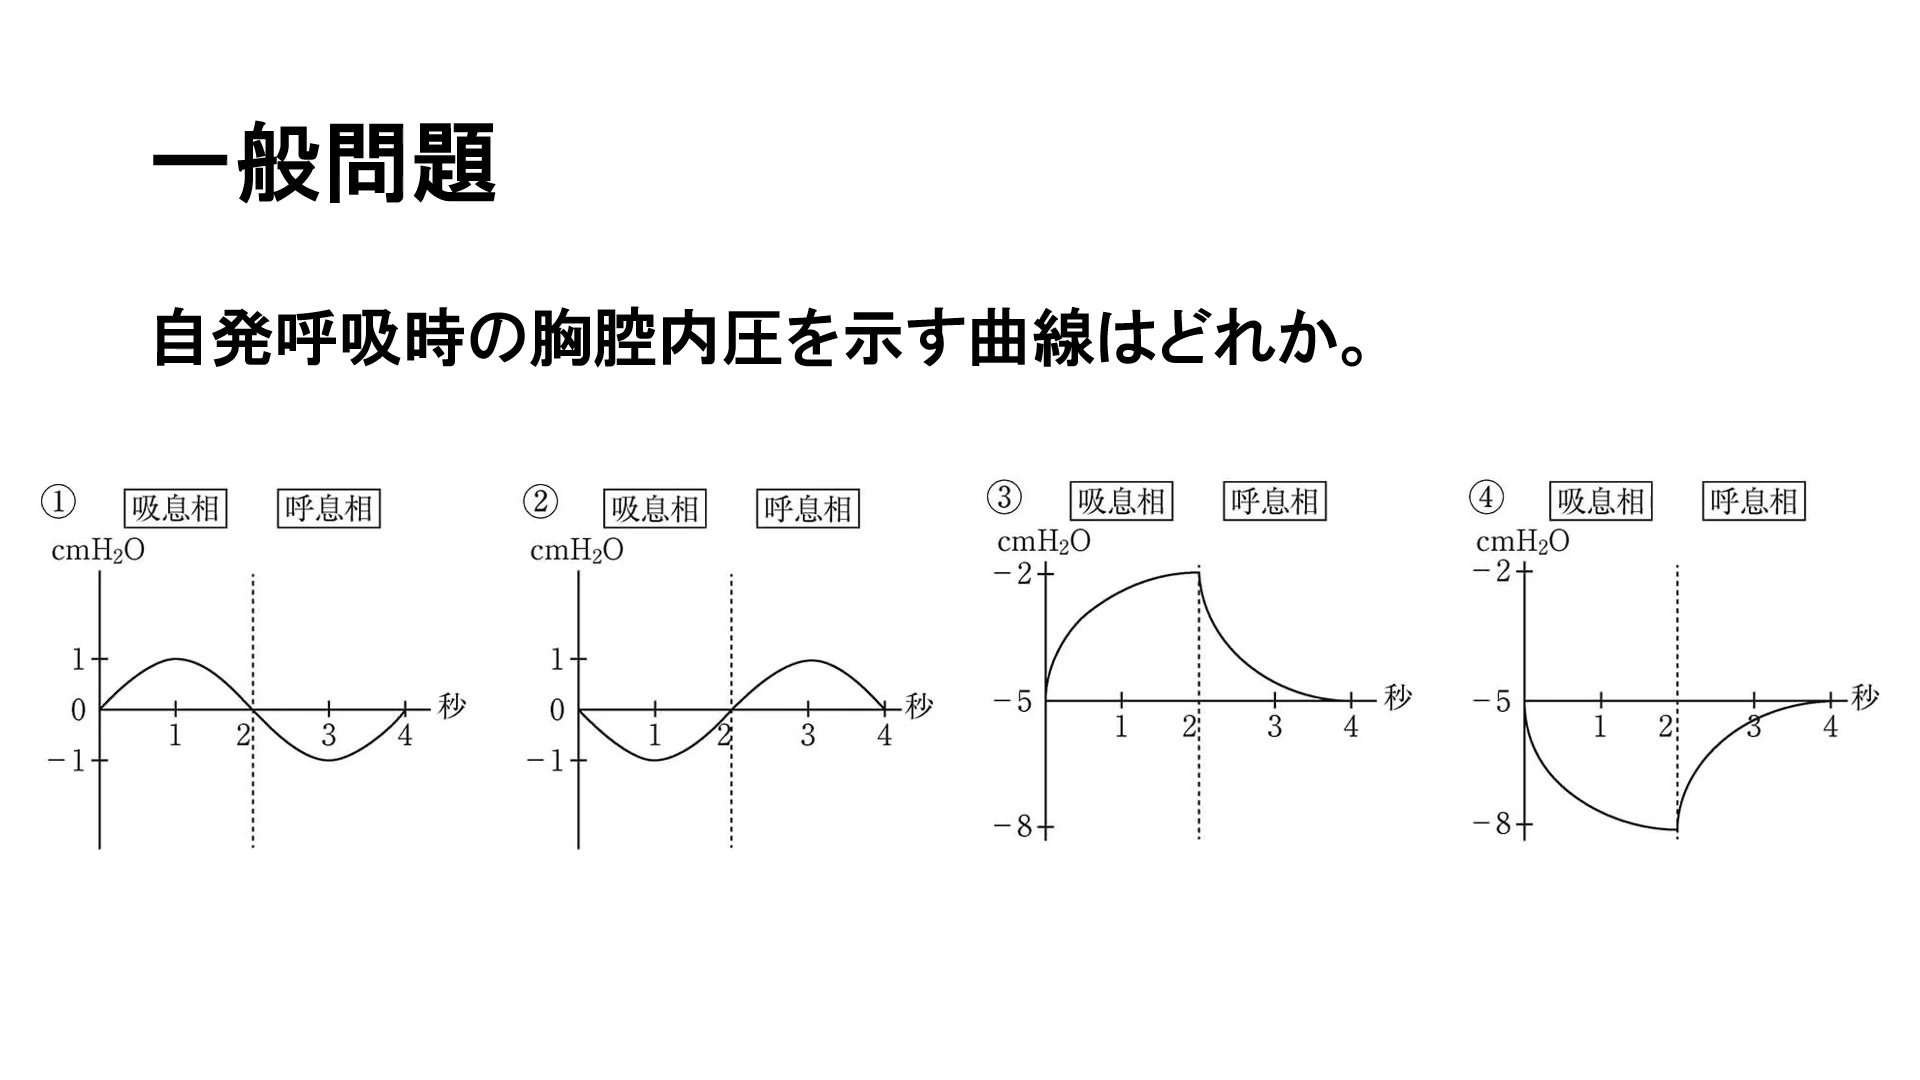 一般問題
自発呼吸時の胸腔内圧を示す曲線はどれか。
① 吸息相 呼息相
cmH₂O
1
0
−1
1 2 3 4 秒
② 吸息相 呼息相
cmH₂O
1
0
−1
1 2 3 4 秒
③ 吸息相 呼息相
cmH₂O
−2
−5
−8
1 2 3 4 秒
④ 吸息相 呼息相
cmH₂O
−2
−5
−8
1 2 3 4 秒